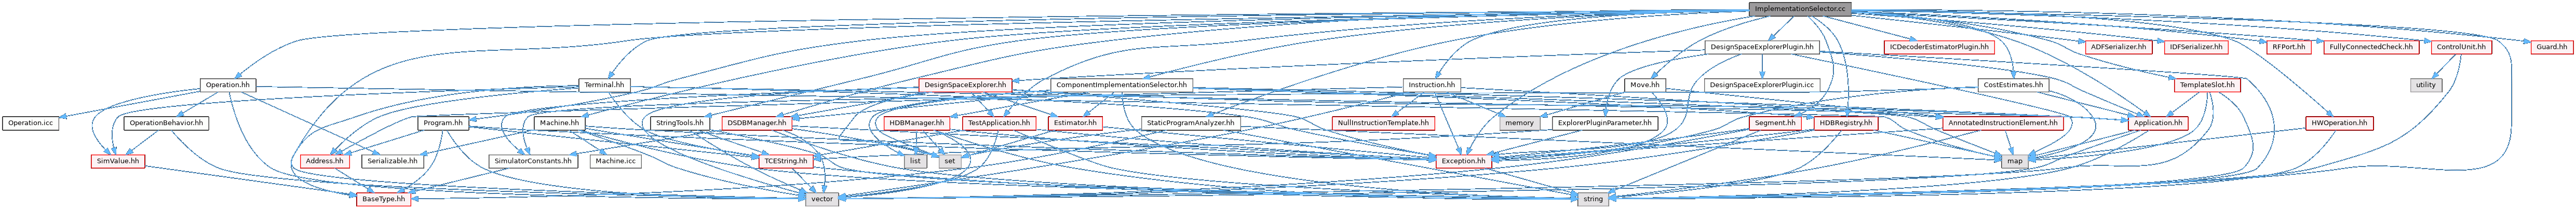 ImplementationSelector.cc
DesignSpaceExplorerPlugin.hh
ICDecoderEstimatorPlugin.hh
ADFSerializer.hh
IDFSerializer.hh
RFPort.hh
FullyConnectedCheck.hh
ControlUnit.hh
Guard.hh
Operation.hh
Terminal.hh
DesignSpaceExplorer.hh
ComponentImplementationSelector.hh
Instruction.hh
Move.hh
DesignSpaceExplorerPlugin.icc
CostEstimates.hh
TemplateSlot.hh
utility
Operation.icc
OperationBehavior.hh
Program.hh
Machine.hh
StringTools.hh
DSDBManager.hh
HDBManager.hh
TestApplication.hh
Estimator.hh
StaticProgramAnalyzer.hh
NullInstructionTemplate.hh
memory
ExplorerPluginParameter.hh
Segment.hh
HDBRegistry.hh
AnnotatedInstructionElement.hh
Application.hh
HWOperation.hh
SimValue.hh
Address.hh
Serializable.hh
SimulatorConstants.hh
Machine.icc
TCEString.hh
list
set
Exception.hh
map
BaseType.hh
vector
string